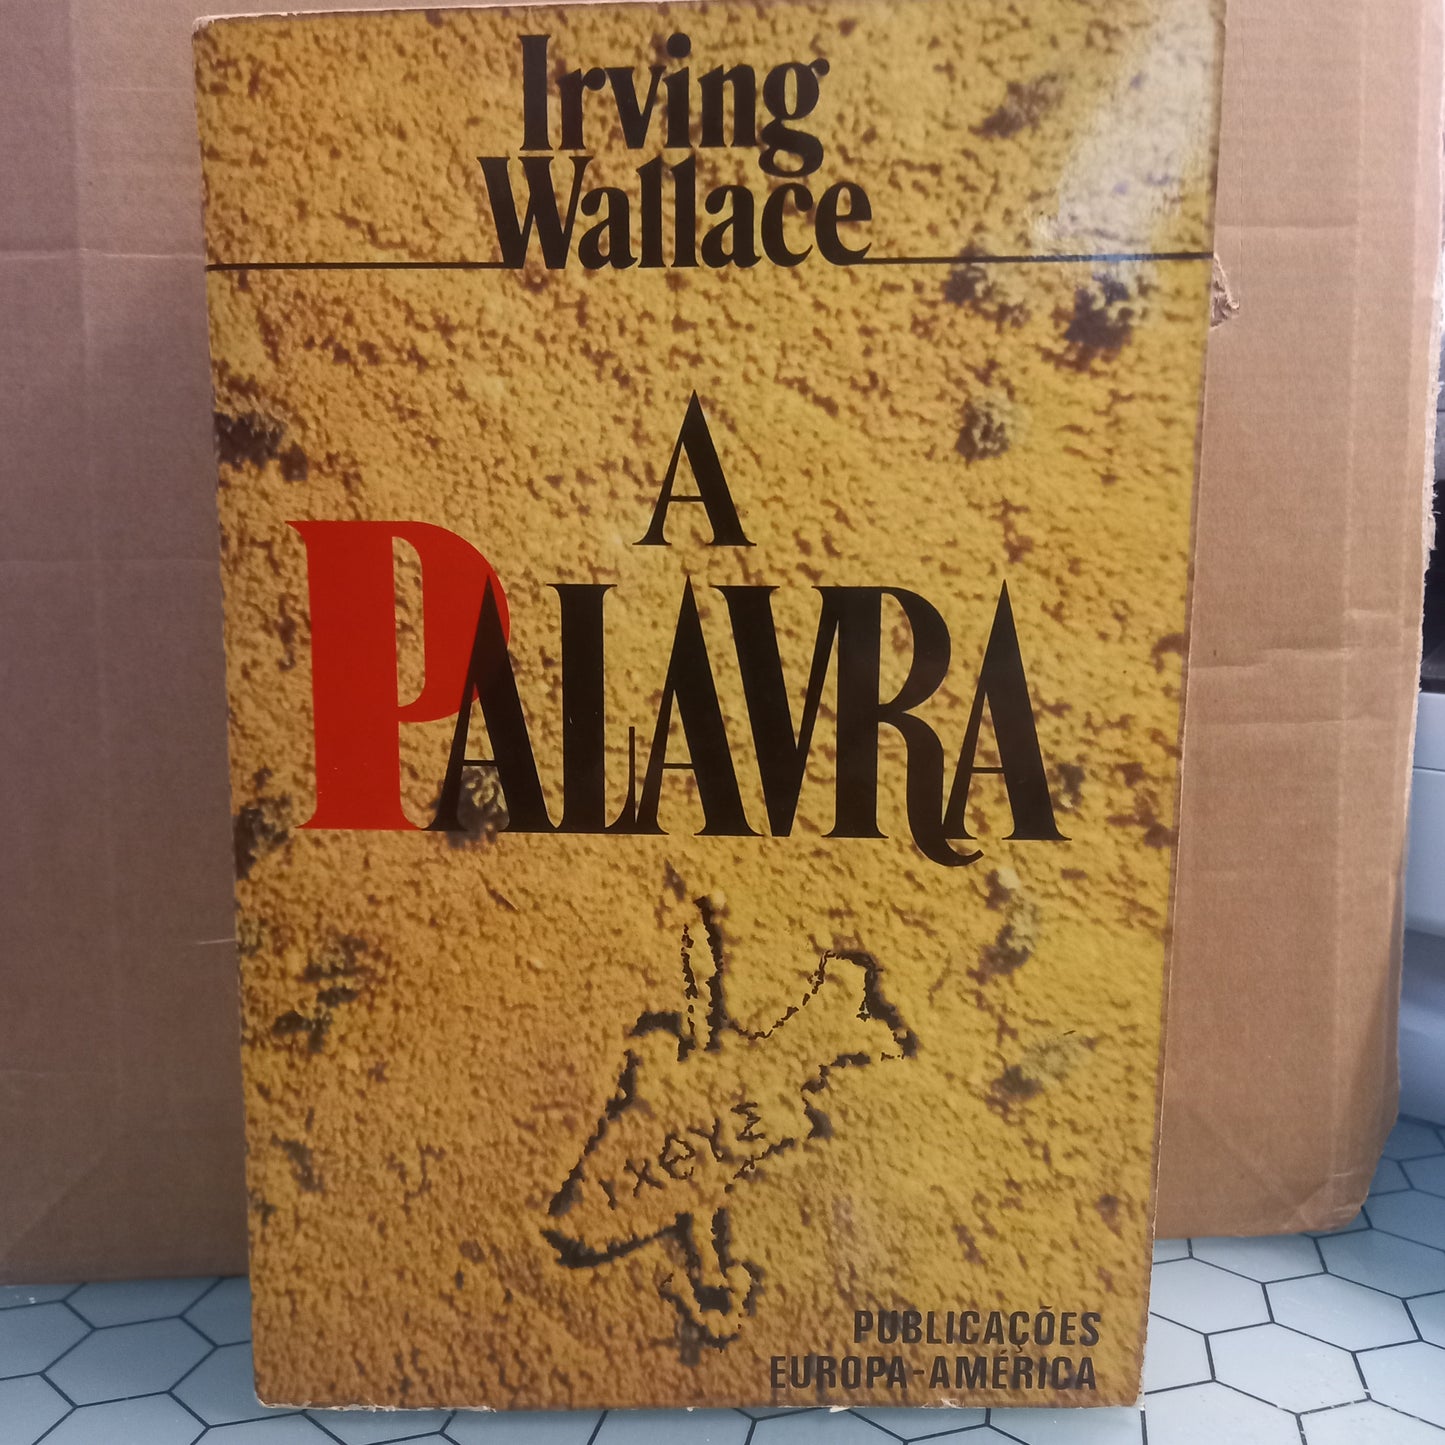 Irving
Wallace
A
PALAVRA
ΙΧΘΥΣ
PUBLICAÇÕES
EUROPA-AMÉRICA